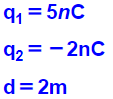 q₁ = 5nC
q₂ = −2nC
d = 2m